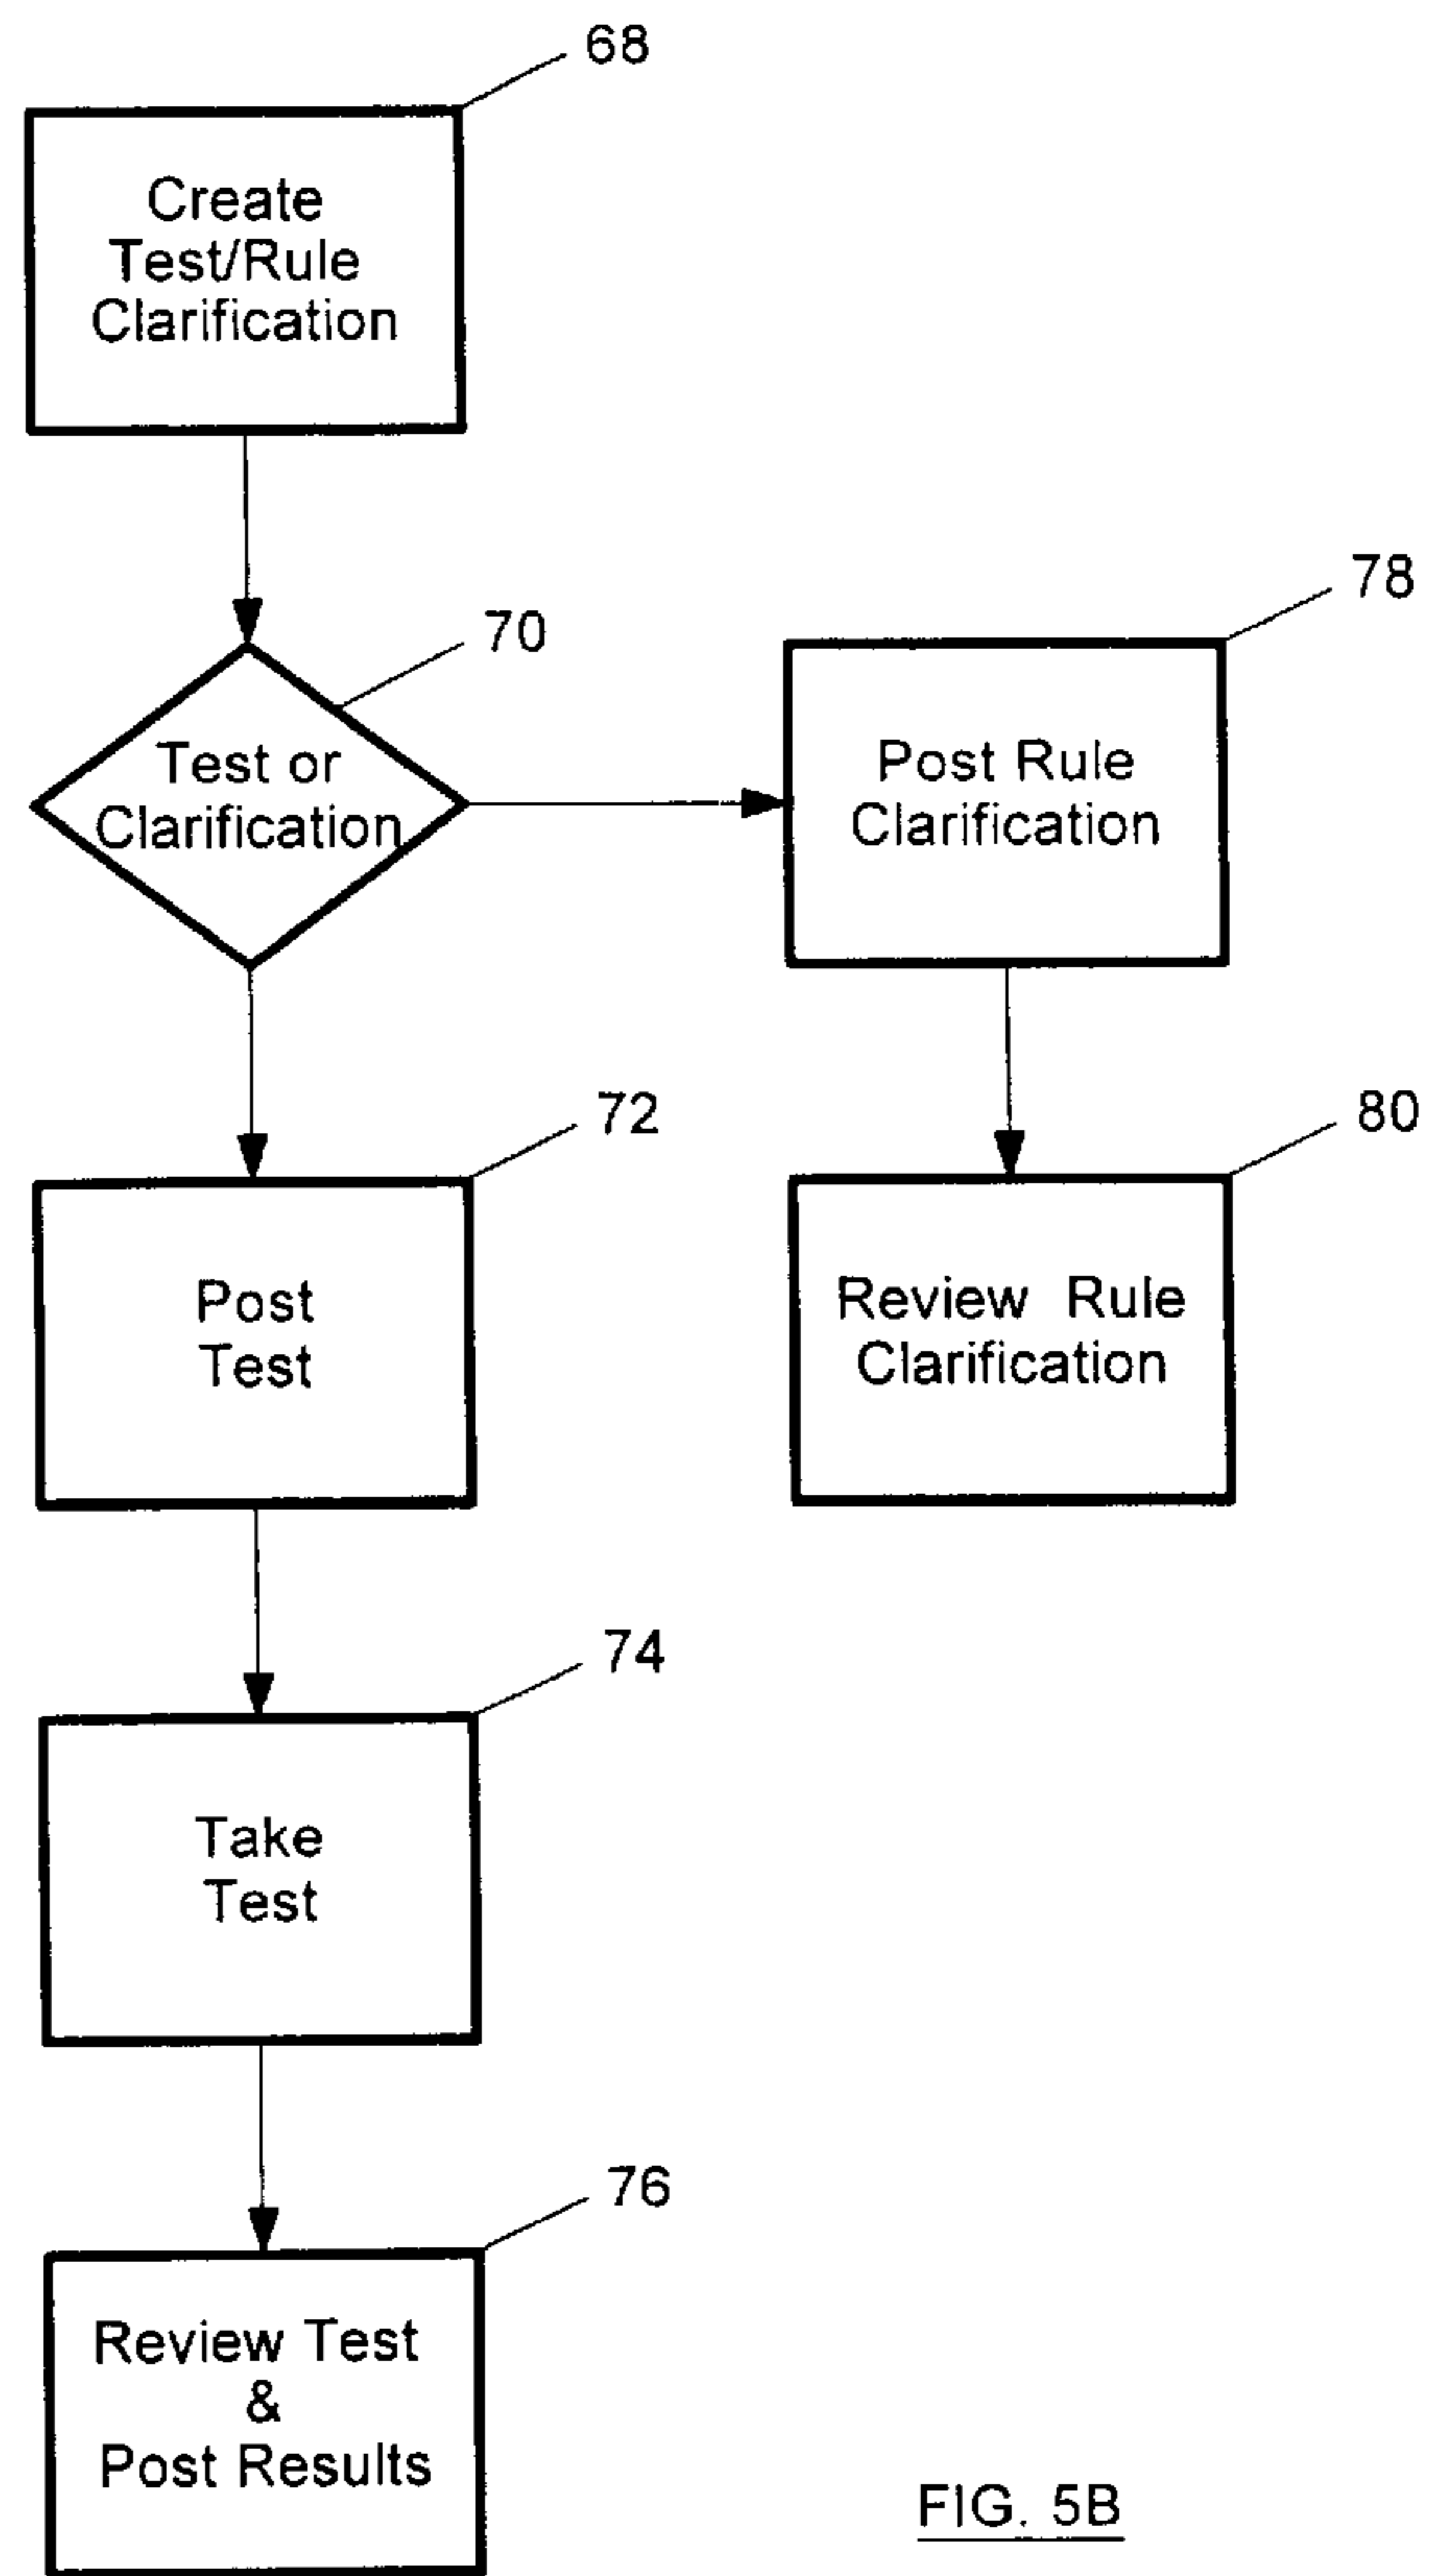 68
Create
Test/Rule
Clarification
70
Test or
Clarification
78
Post Rule
Clarification
72
Post
Test
80
Review Rule
Clarification
74
Take
Test
76
Review Test
&
Post Results
FIG. 5B